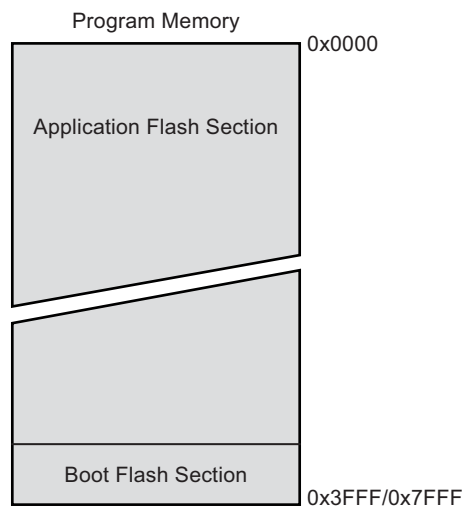 Program Memory
0x0000
Application Flash Section
Boot Flash Section
0x3FFF/0x7FFF